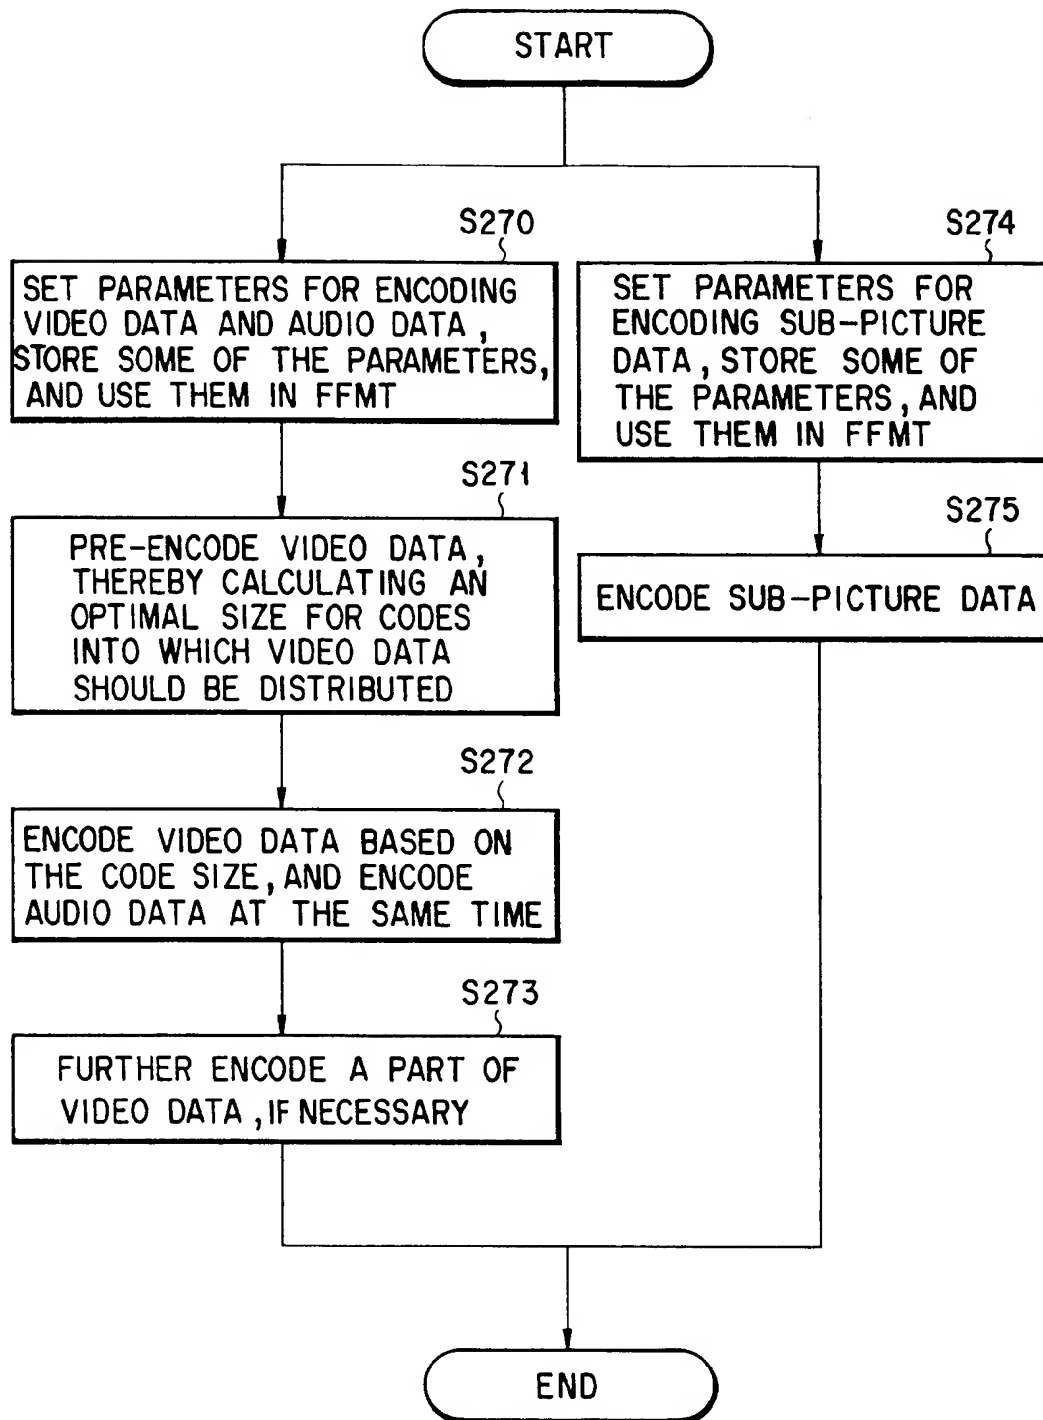 START
S270
SET PARAMETERS FOR ENCODING
VIDEO DATA AND AUDIO DATA,
STORE SOME OF THE PARAMETERS,
AND USE THEM IN FFMT
S271
PRE-ENCODE VIDEO DATA,
THEREBY CALCULATING AN
OPTIMAL SIZE FOR CODES
INTO WHICH VIDEO DATA
SHOULD BE DISTRIBUTED
S272
ENCODE VIDEO DATA BASED ON
THE CODE SIZE, AND ENCODE
AUDIO DATA AT THE SAME TIME
S273
FURTHER ENCODE A PART OF
VIDEO DATA, IF NECESSARY
S274
SET PARAMETERS FOR
ENCODING SUB-PICTURE
DATA, STORE SOME OF
THE PARAMETERS, AND
USE THEM IN FFMT
S275
ENCODE SUB-PICTURE DATA
END